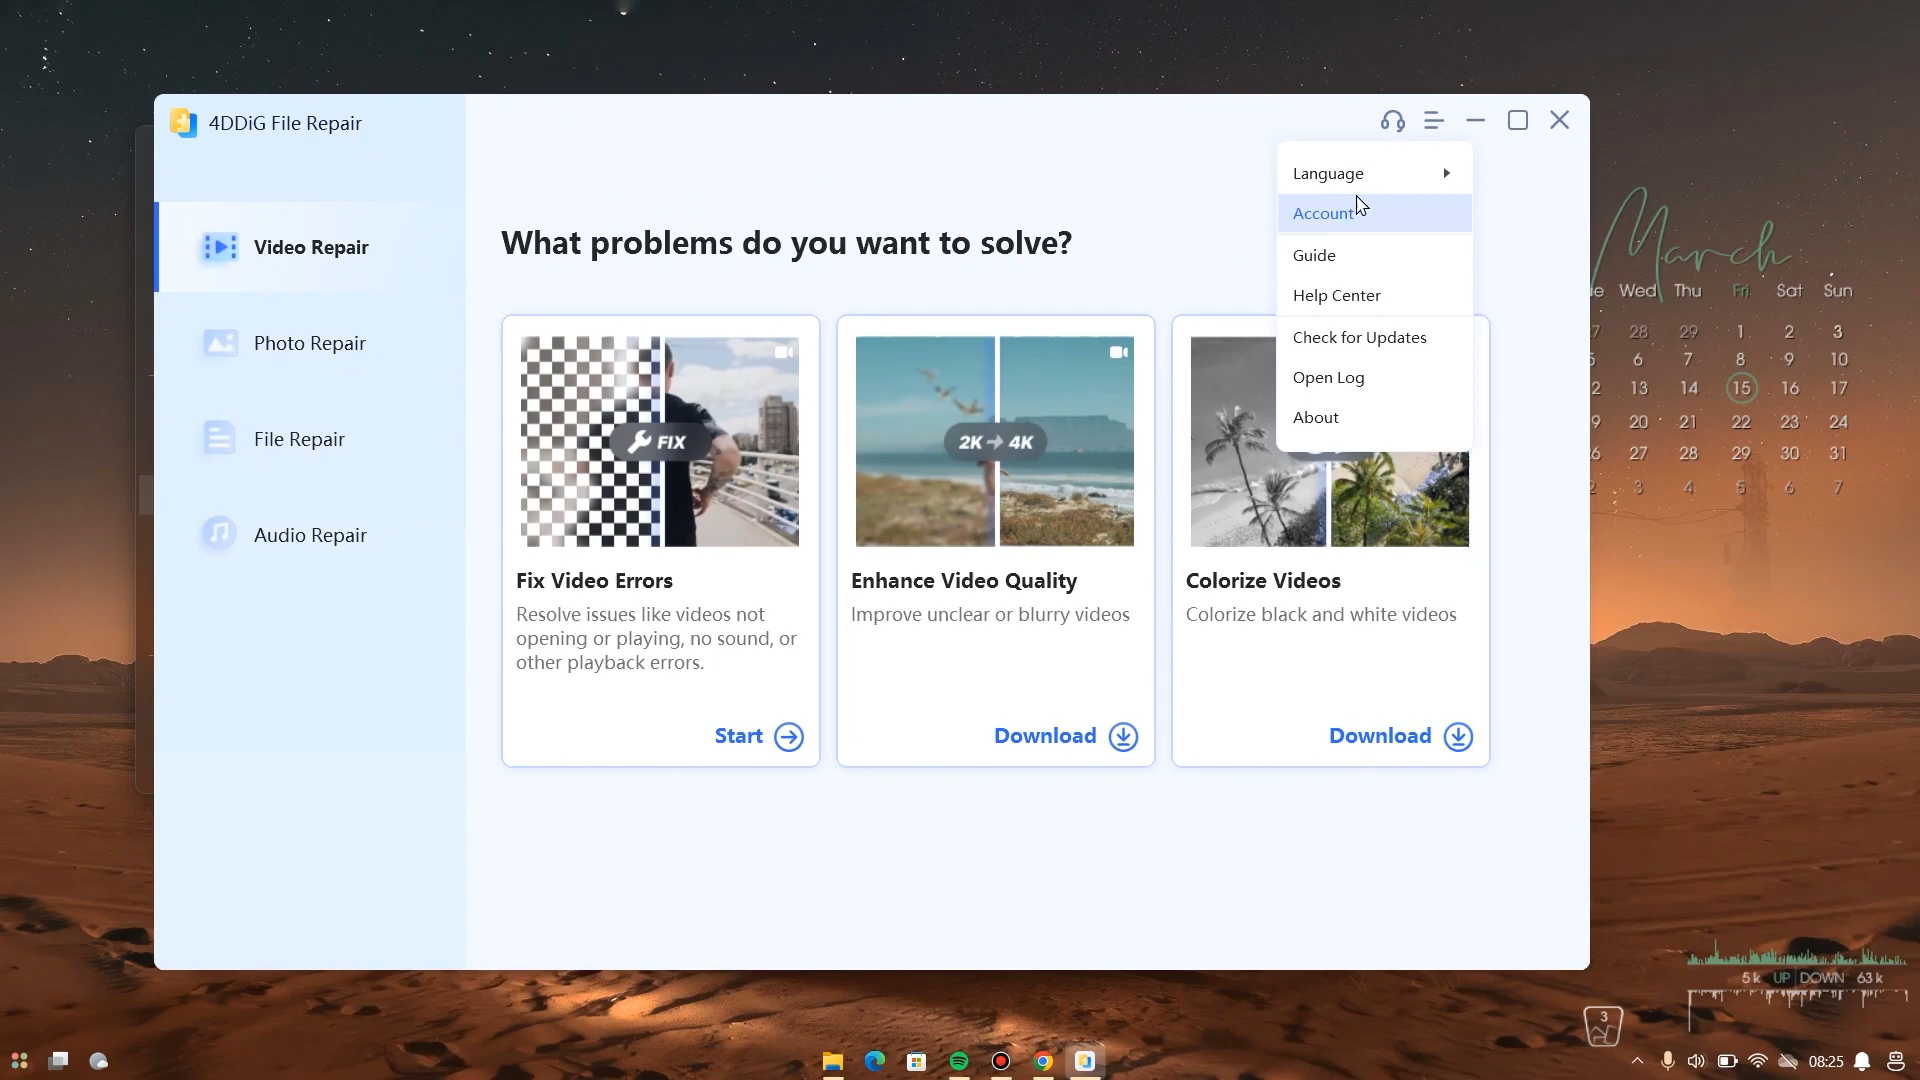 4DDiG File Repair
Video Repair
Photo Repair
File Repair
Audio Repair
What problems do you want to solve?
FIX
Fix Video Errors
Resolve issues like videos not
opening or playing, no sound, or
other playback errors.
Start
2K → 4K
Enhance Video Quality
Improve unclear or blurry videos
Download
Colorize Videos
Colorize black and white videos
Download
Language
Account
Guide
Help Center
Check for Updates
Open Log
About
March
Wed Thu Fri Sat Sun
28 29 1 2 3
6 7 8 9 10
13 14 15 16 17
20 21 22 23 24
27 28 29 30 31
3 4 5 6 7
5 k UP DOWN 63 k
3
08:25